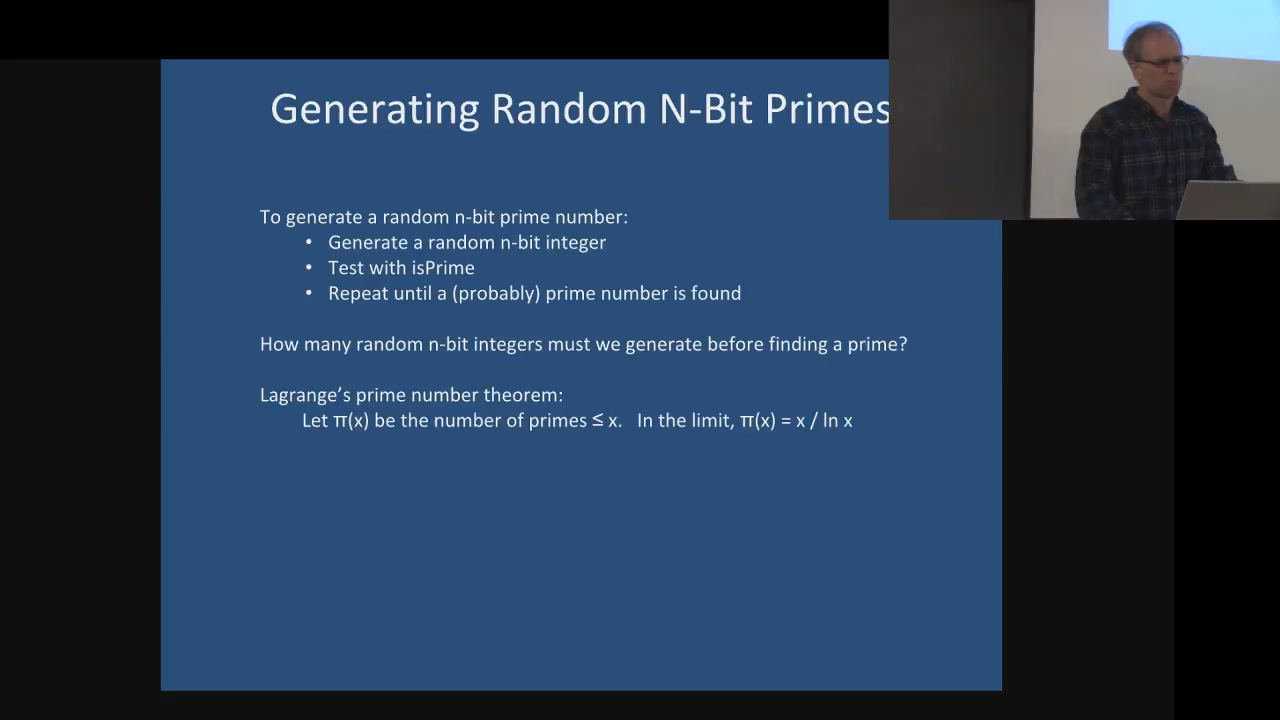 Generating Random N-Bit Primes
To generate a random n-bit prime number:
• Generate a random n-bit integer
• Test with isPrime
• Repeat until a (probably) prime number is found
How many random n-bit integers must we generate before finding a prime?
Lagrange's prime number theorem:
Let π(x) be the number of primes ≤ x.   In the limit, π(x) = x / ln x